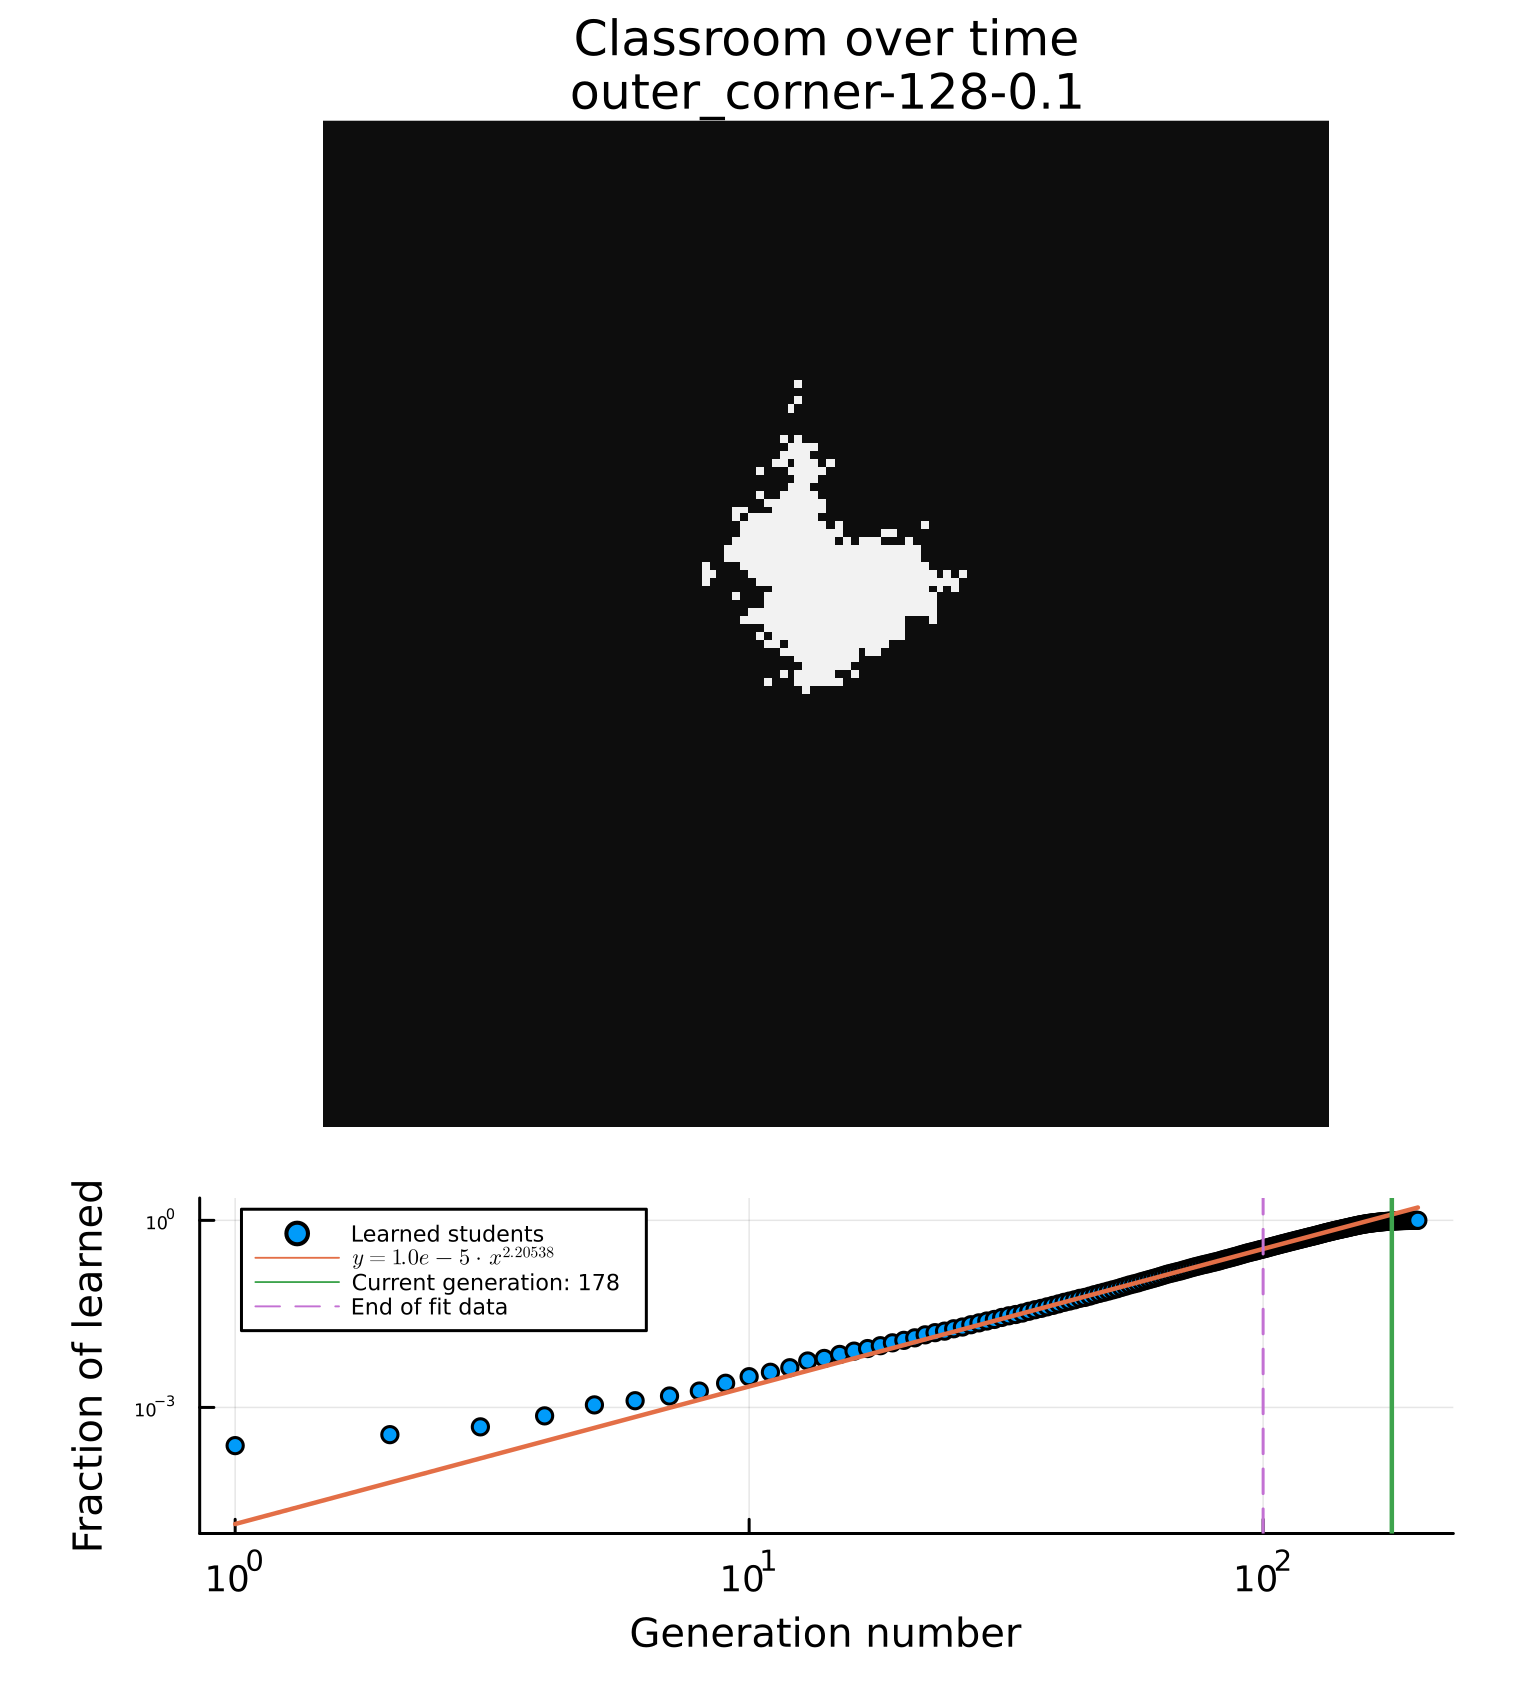 Classroom over time
outer_corner-128-0.1
Fraction of learned
10^0
10^-3
Learned students
y = 1.0e − 5 · x^2.20538
Current generation: 178
End of fit data
10^0
10^1
10^2
Generation number